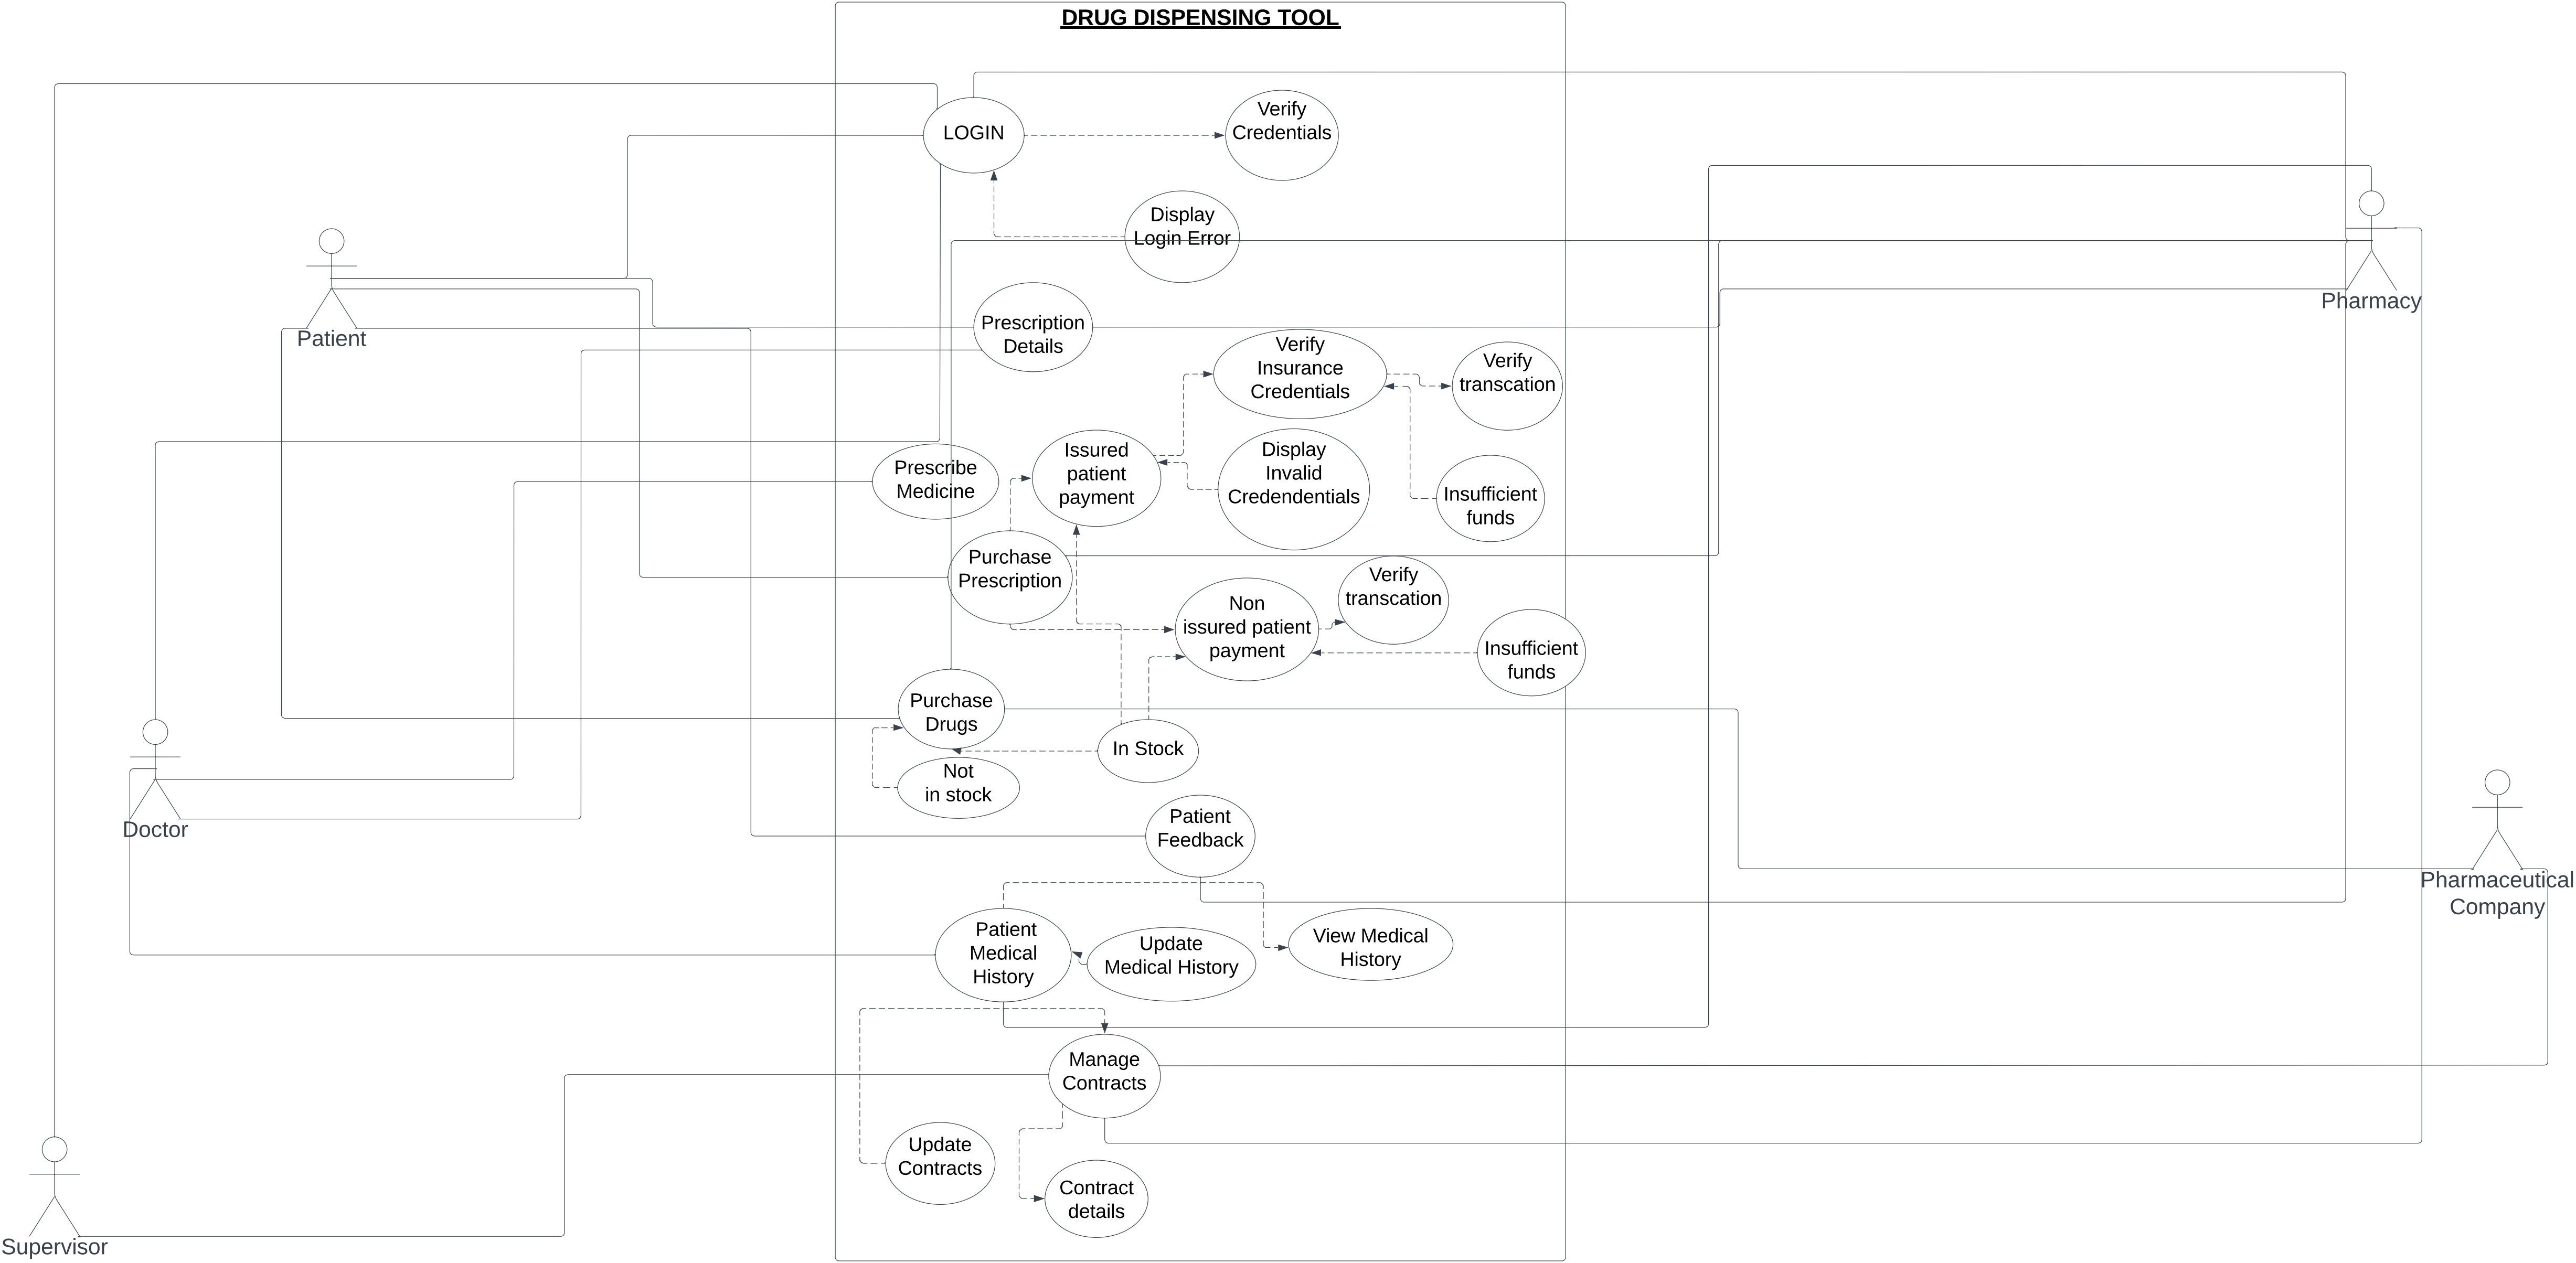 DRUG DISPENSING TOOL
LOGIN
Verify
Credentials
Display
Login Error
Patient
Pharmacy
Prescription
Details
Verify
Insurance
Credentials
Verify
transcation
Issured
patient
payment
Display
Invalid
Credendentials
Insufficient
funds
Prescribe
Medicine
Purchase
Prescription
Non
issured patient
payment
Verify
transcation
Insufficient
funds
Purchase
Drugs
In Stock
Not
in stock
Doctor
Patient
Feedback
Pharmaceutical
Company
Patient
Medical
History
Update
Medical History
View Medical
History
Manage
Contracts
Update
Contracts
Contract
details
Supervisor